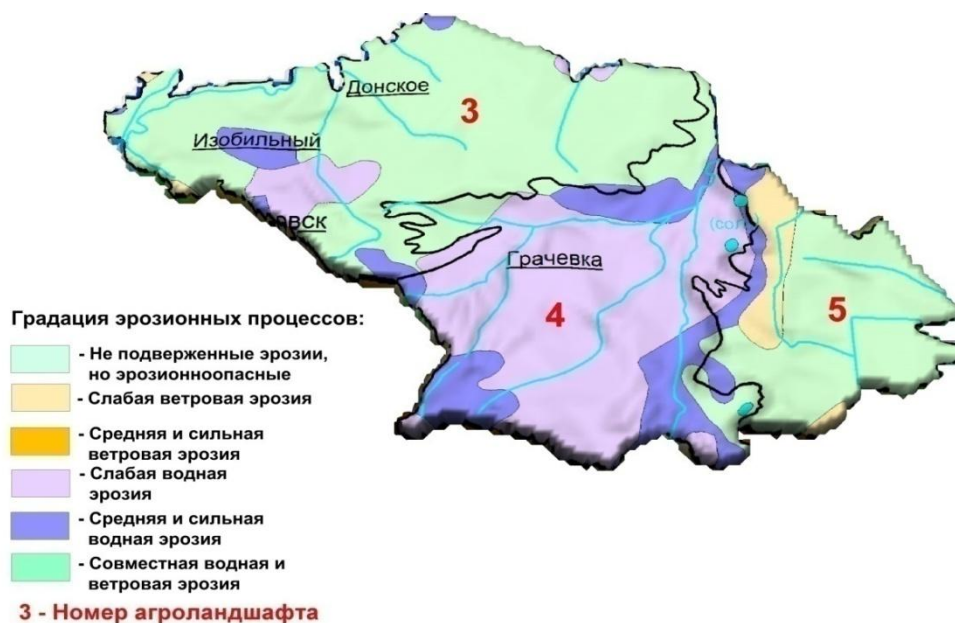 Донское
3
Изобильный
ВСК
(сол.)
Грачевка
4
5
Градация эрозионных процессов:
- Не подверженные эрозии,
но эрозионноопасные
- Слабая ветровая эрозия
- Средняя и сильная
ветровая эрозия
- Слабая водная
эрозия
- Средняя и сильная
водная эрозия
- Совместная водная и
ветровая эрозия
3 - Номер агроландшафта